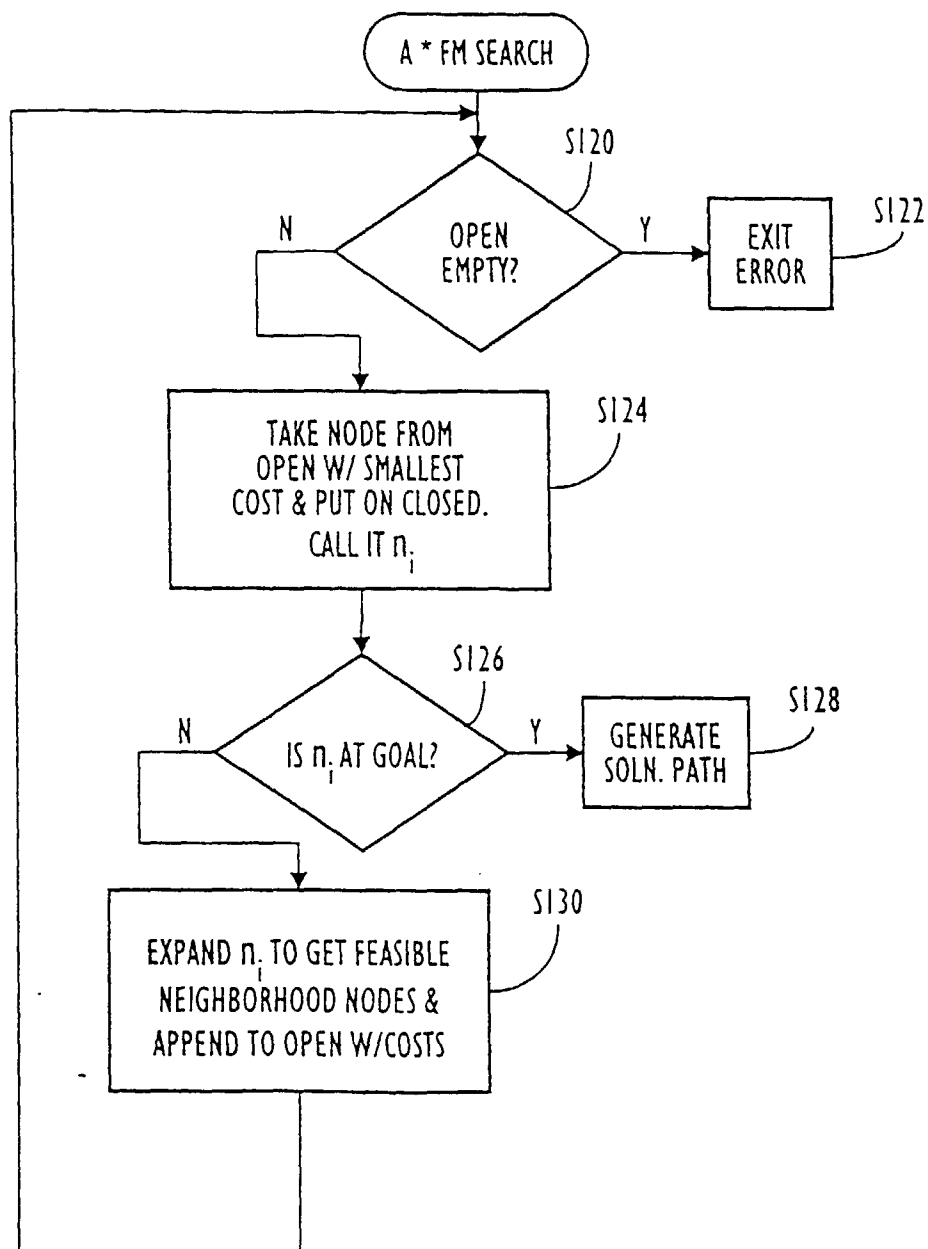 A * FM SEARCH
S120
N
OPEN
EMPTY?
Y
EXIT
ERROR
S122
TAKE NODE FROM
OPEN W/ SMALLEST
COST & PUT ON CLOSED.
CALL IT ni
S124
S126
N
IS ni AT GOAL?
Y
GENERATE
SOLN. PATH
S128
EXPAND ni TO GET FEASIBLE
NEIGHBORHOOD NODES &
APPEND TO OPEN W/COSTS
S130